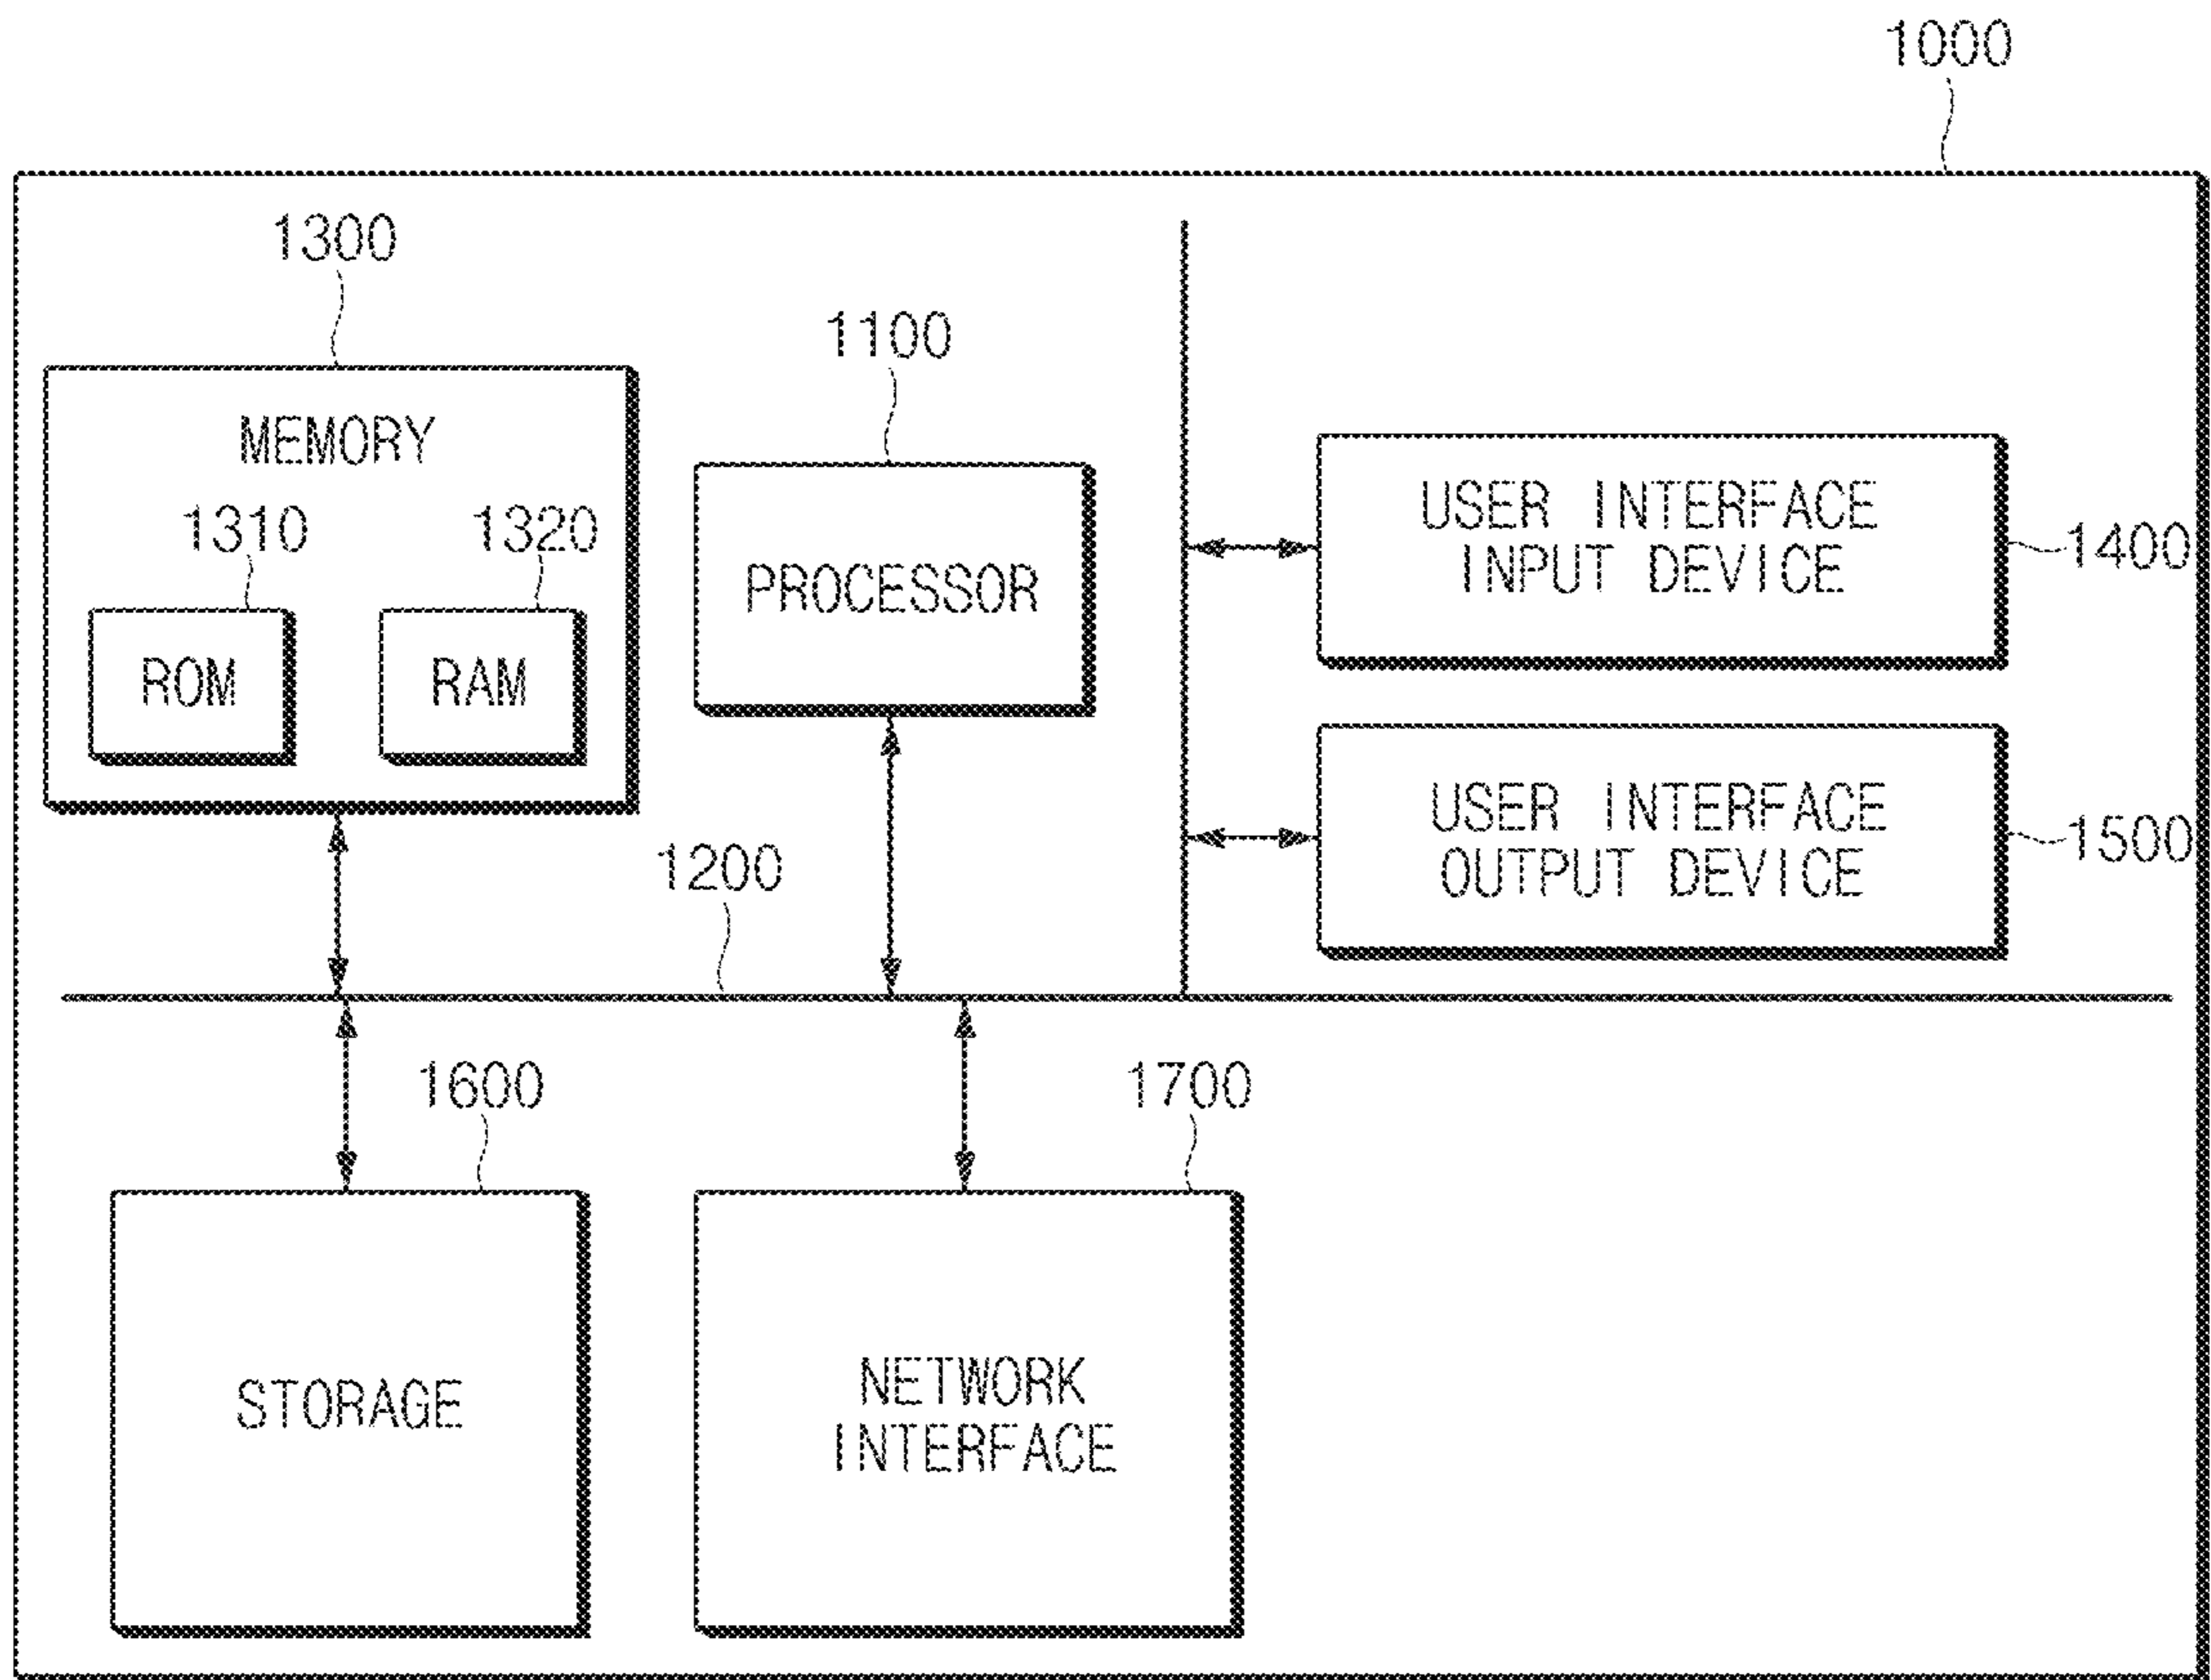 1000
1300
1100
MEMORY
USER INTERFACE
INPUT DEVICE
1400
1310
1320
PROCESSOR
ROM
RAM
USER INTERFACE
OUTPUT DEVICE
1500
1200
1600
1700
STORAGE
NETWORK
INTERFACE